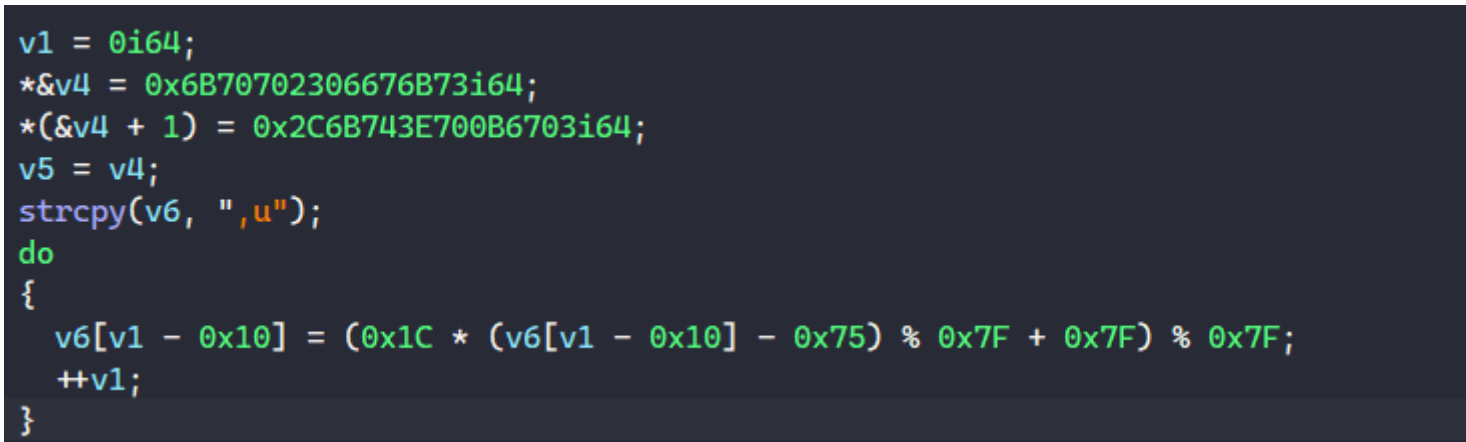 v1 = 0i64;
*&v4 = 0x6B70702306676B73i64;
*(&v4 + 1) = 0x2C6B743E700B6703i64;
v5 = v4;
strcpy(v6, ",u");
do
{
v6[v1 - 0x10] = (0x1C * (v6[v1 - 0x10] - 0x75) % 0x7F + 0x7F) % 0x7F;
++v1;
}